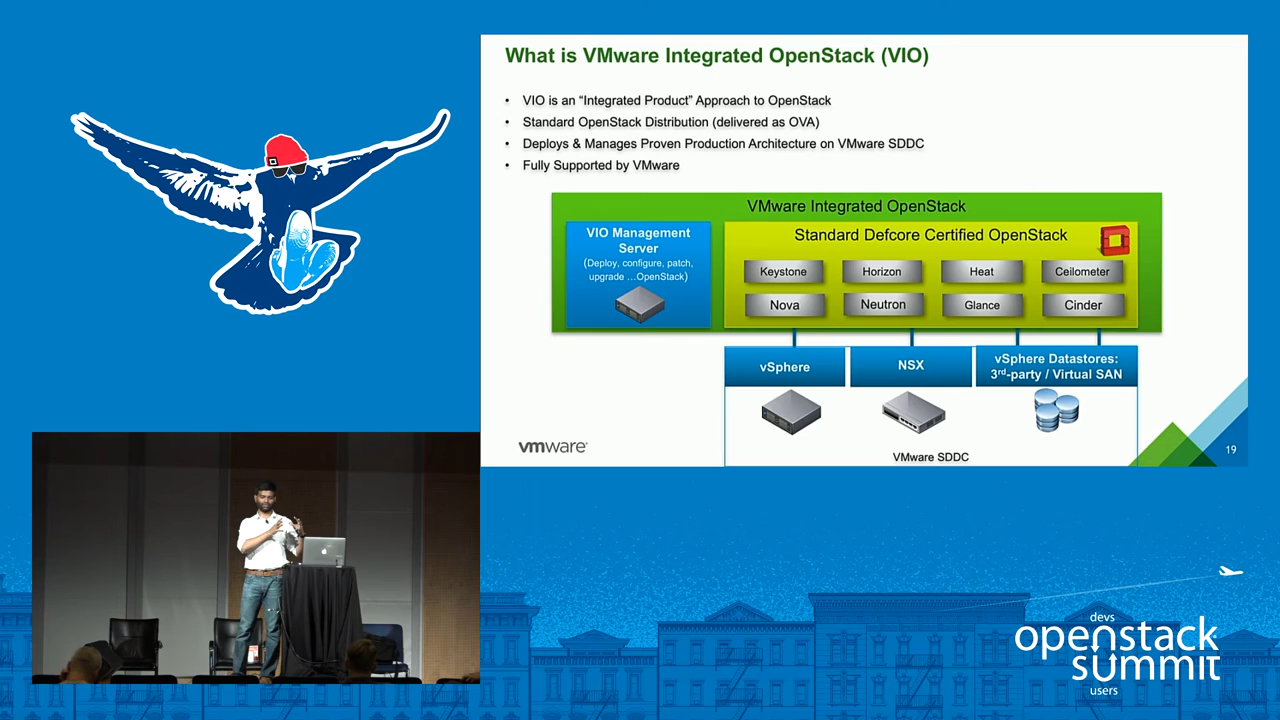 What is VMware Integrated OpenStack (VIO)
• VIO is an “Integrated Product” Approach to OpenStack
• Standard OpenStack Distribution (delivered as OVA)
• Deploys & Manages Proven Production Architecture on VMware SDDC
• Fully Supported by VMware
VMware Integrated OpenStack
VIO Management
Server
(Deploy, configure, patch,
upgrade ...OpenStack)
Standard Defcore Certified OpenStack
Keystone
Horizon
Heat
Ceilometer
Nova
Neutron
Glance
Cinder
vSphere
NSX
vSphere Datastores:
3rd-party / Virtual SAN
VMware SDDC
vmware
19
devs
openstack
summit
users